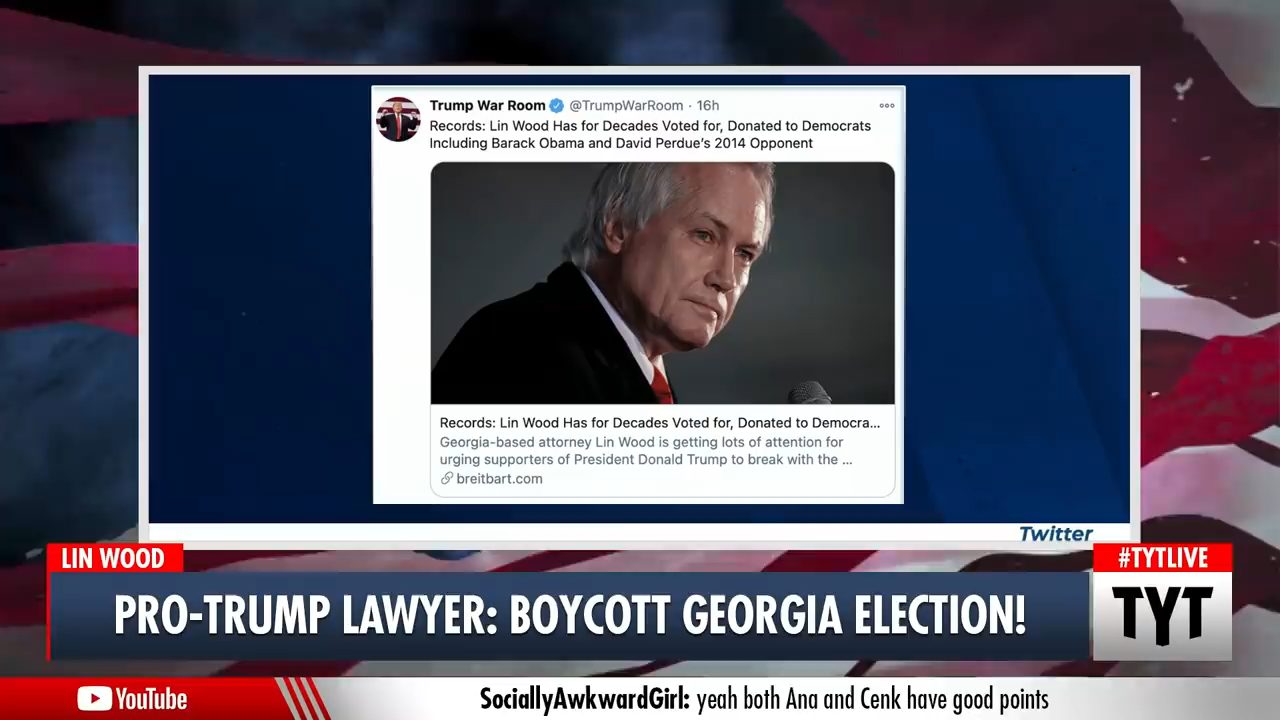 Trump War Room @TrumpWarRoom · 16h
Records: Lin Wood Has for Decades Voted for, Donated to Democrats
Including Barack Obama and David Perdue's 2014 Opponent
Records: Lin Wood Has for Decades Voted for, Donated to Democra...
Georgia-based attorney Lin Wood is getting lots of attention for
urging supporters of President Donald Trump to break with the ...
breitbart.com
Twitter
LIN WOOD
#TYTLIVE
PRO-TRUMP LAWYER: BOYCOTT GEORGIA ELECTION!
TYT
YouTube
SociallyAwkwardGirl: yeah both Ana and Cenk have good points